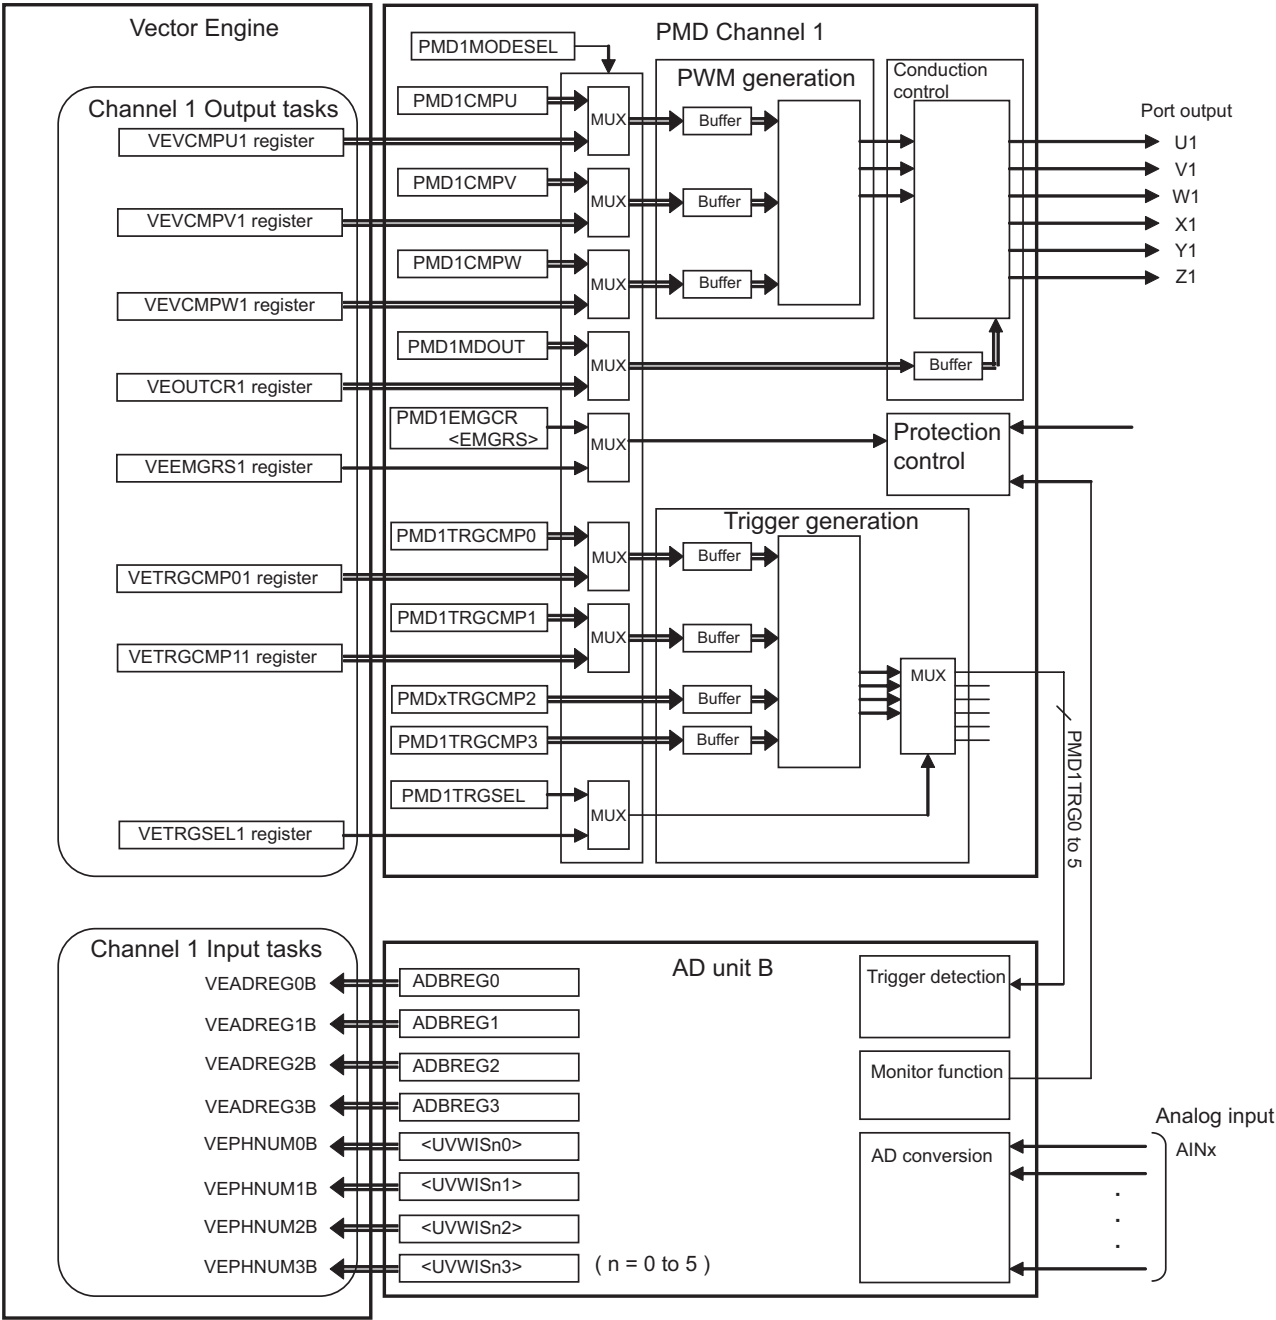 Vector Engine
Channel 1 Output tasks
VEVCMPU1 register
VEVCMPV1 register
VEVCMPW1 register
VEOUTCR1 register
VEEMGRS1 register
VETRGCMP01 register
VETRGCMP11 register
VETRGSEL1 register
PMD Channel 1
PMD1MODESEL
PMD1CMPU
MUX
PMD1CMPV
MUX
PMD1CMPW
MUX
PMD1MDOUT
MUX
PMD1EMGCR
<EMGRS>
MUX
PMD1TRGCMP0
MUX
PMD1TRGCMP1
MUX
PMDxTRGCMP2
PMD1TRGCMP3
PMD1TRGSEL
MUX
PWM generation
Buffer
Buffer
Buffer
Conduction
control
Buffer
Port output
U1
V1
W1
X1
Y1
Z1
Protection
control
Trigger generation
Buffer
Buffer
Buffer
Buffer
MUX
PMD1TRG0 to 5
Channel 1 Input tasks
VEADREG0B
VEADREG1B
VEADREG2B
VEADREG3B
VEPHNUM0B
VEPHNUM1B
VEPHNUM2B
VEPHNUM3B
AD unit B
ADBREG0
ADBREG1
ADBREG2
ADBREG3
<UVWISn0>
<UVWISn1>
<UVWISn2>
<UVWISn3>
( n = 0 to 5 )
Trigger detection
Monitor function
AD conversion
Analog input
AINx
.
.
.